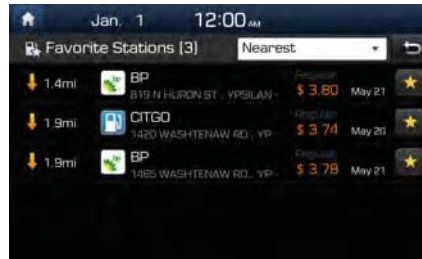 Jan. 1 12:00 AM
Favorite Stations (3) Nearest
1.4mi BP Regular
819 N HURON ST , YPSILAN $ 3.80 May 21
1.9mi CITGO Regular
1420 WASHTENAW RD., YP $ 3.74 May 20
1.9mi BP Regular
1485 WASHTENAW RD., YP $ 3.78 May 21